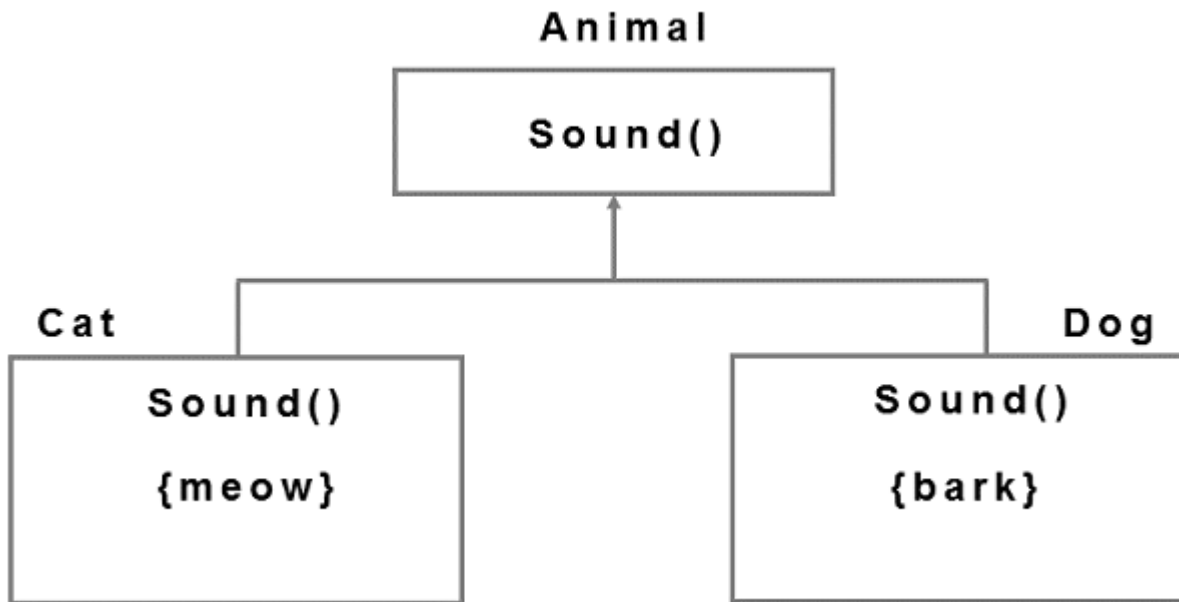 Animal
Sound()
Cat
Dog
Sound()
{meow}
Sound()
{bark}